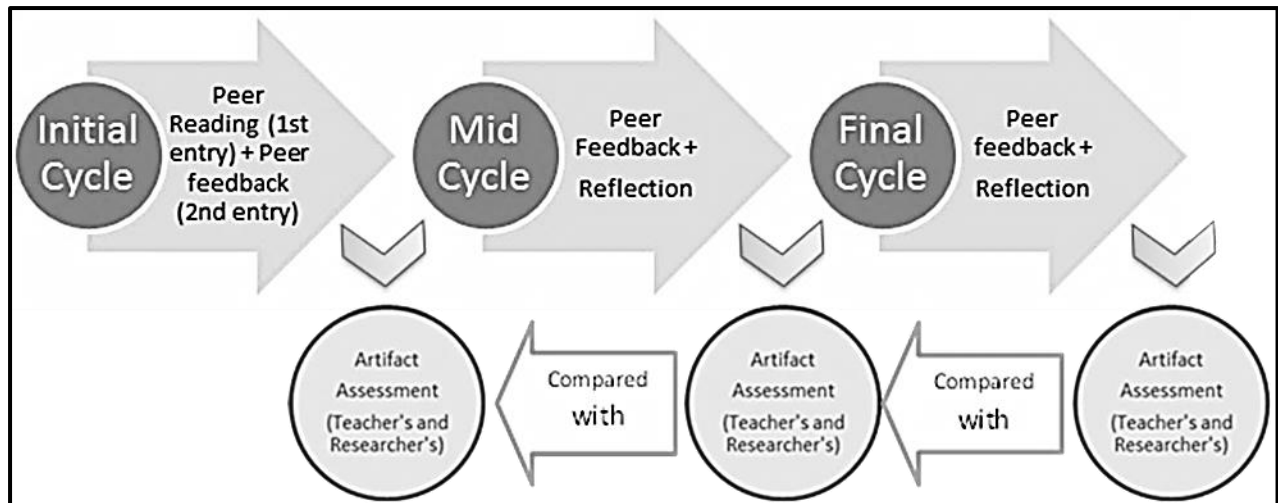 Initial
Cycle
Peer
Reading (1st
entry) + Peer
feedback
(2nd entry)
Mid
Cycle
Peer
Feedback +
Reflection
Final
Cycle
Peer
feedback +
Reflection
Artifact
Assessment
(Teacher's and
Researcher's)
Compared
with
Artifact
Assessment
(Teacher's and
Researcher's)
Compared
with
Artifact
Assessment
(Teacher's and
Researcher's)